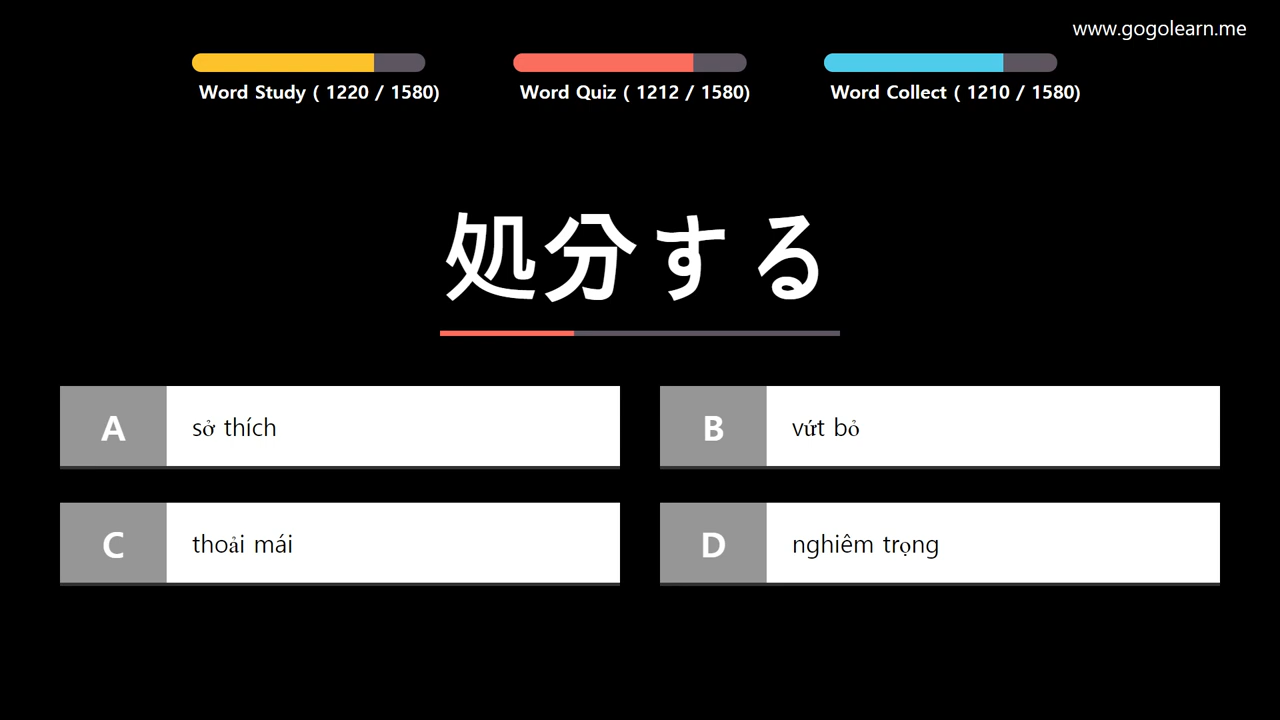 www.gogolearn.me
Word Study ( 1220 / 1580)
Word Quiz ( 1212 / 1580)
Word Collect ( 1210 / 1580)
処分する
A sở thích
B vứt bỏ
C thoải mái
D nghiêm trọng